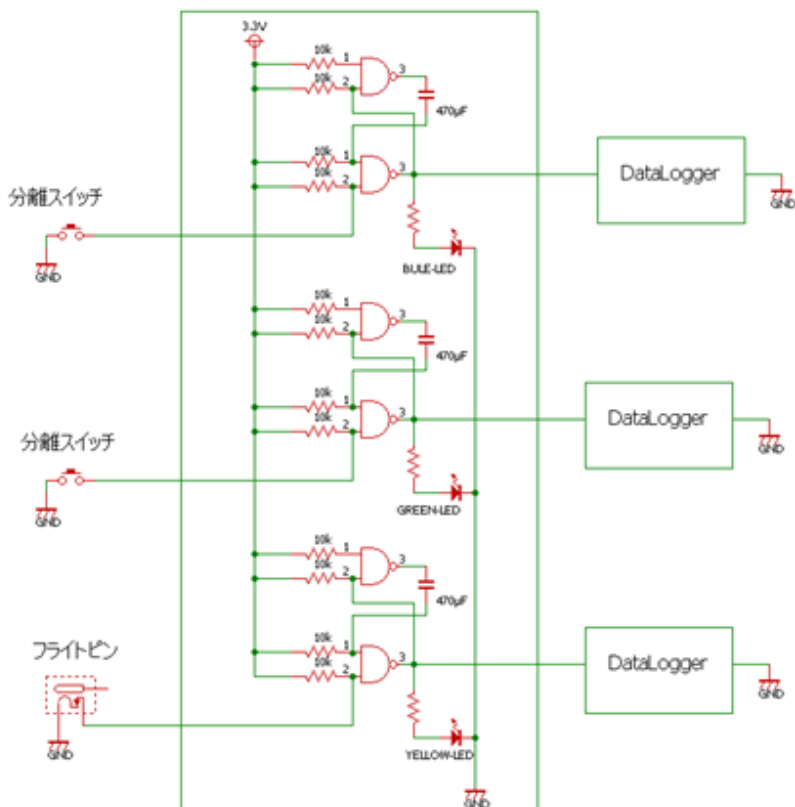 3.3V
10k
1
3
10k
2
470μF
10k
1
3
10k
2
DataLogger
GND
分離スイッチ
GND
BULE-LED
10k
1
3
10k
2
470μF
10k
1
3
10k
2
DataLogger
GND
分離スイッチ
GND
GREEN-LED
10k
1
3
10k
2
470μF
10k
1
3
10k
2
DataLogger
GND
フライトピン
GND
YELLOW-LED
GND